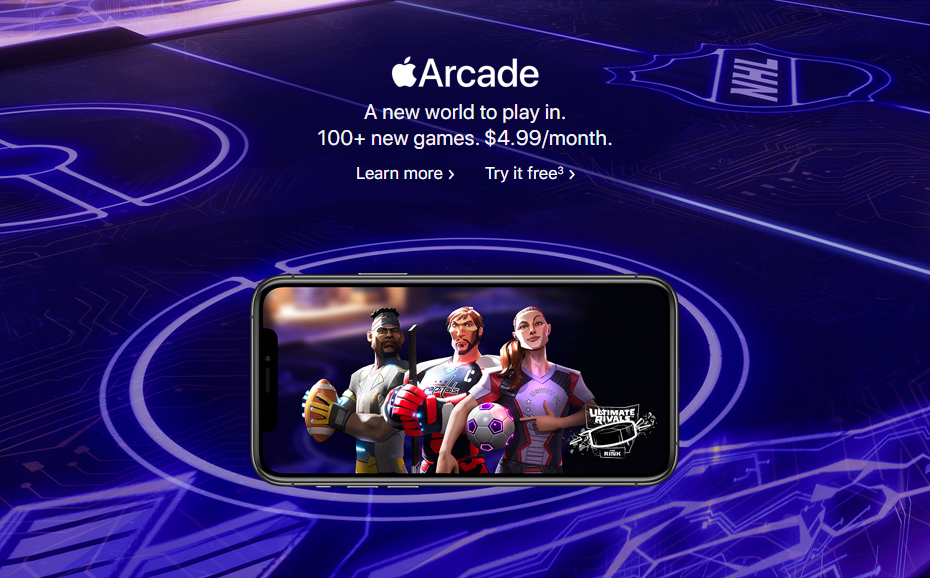 Arcade
A new world to play in.
100+ new games. $4.99/month.
Learn more ›
Try it free³ ›
NHL
C
ULTIMATE
RIVALS
THE RINK